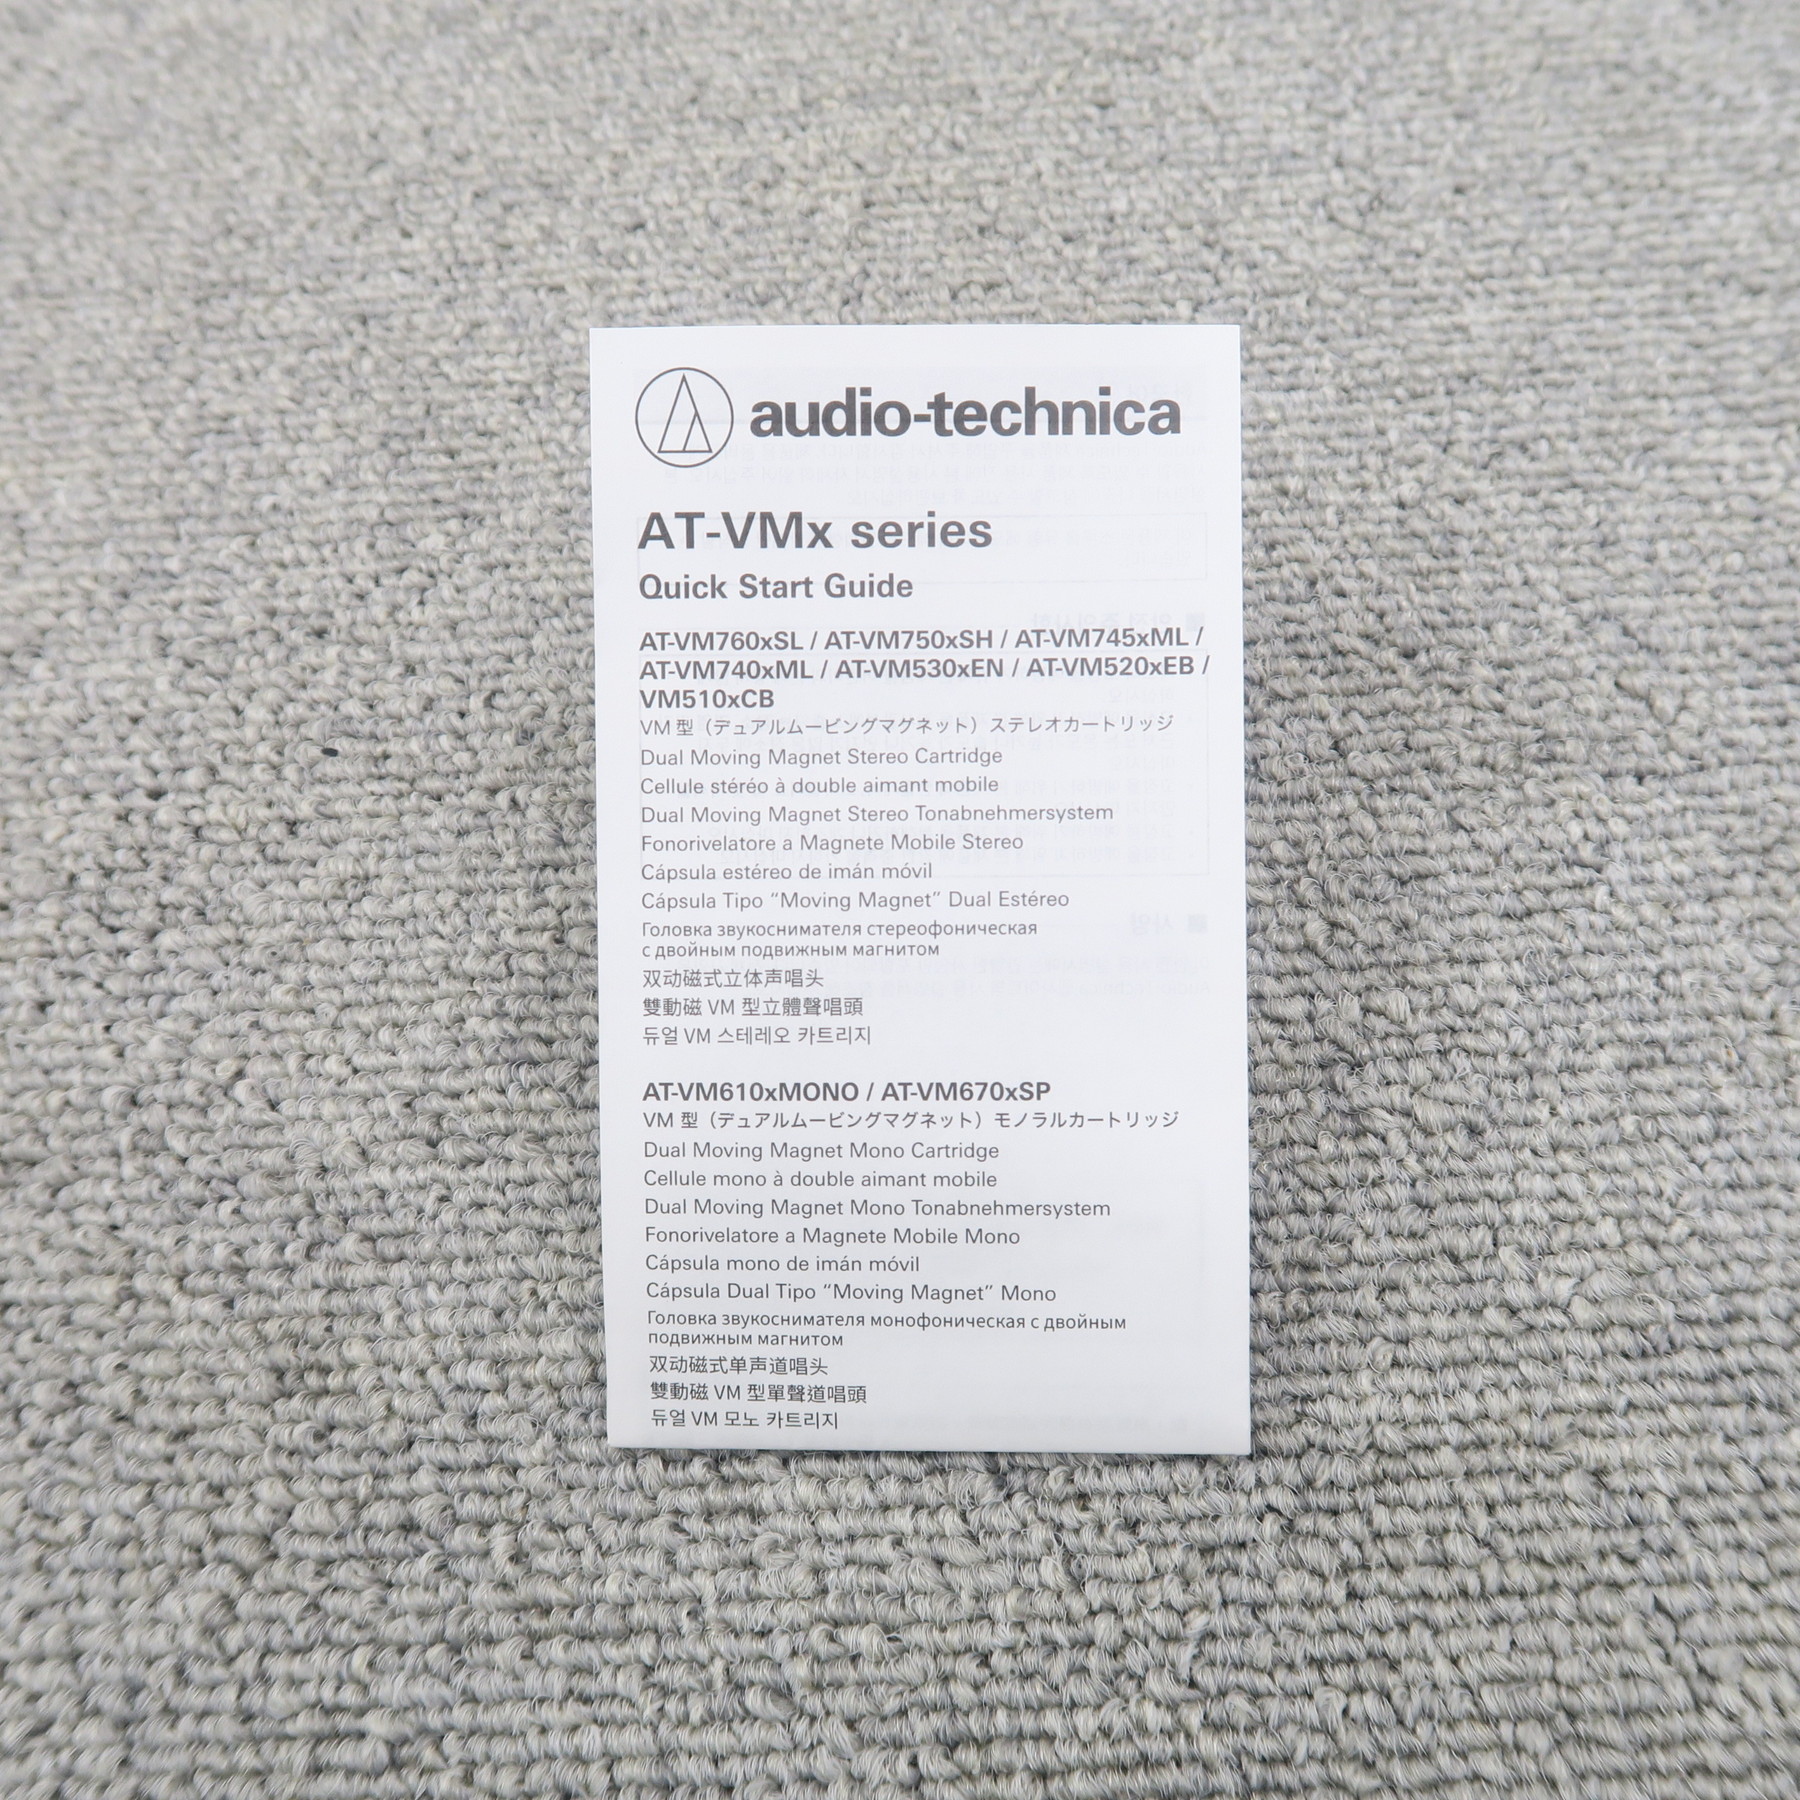 audio-technica
AT-VMx series
Quick Start Guide
AT-VM760xSL / AT-VM750xSH / AT-VM745xML /
AT-VM740xML / AT-VM530xEN / AT-VM520xEB /
VM510xCB
VM 型（デュアルムービングマグネット）ステレオカートリッジ
Dual Moving Magnet Stereo Cartridge
Cellule stéréo à double aimant mobile
Dual Moving Magnet Stereo Tonabnehmersystem
Fonorivelatore a Magnete Mobile Stereo
Cápsula estéreo de imán móvil
Cápsula Tipo “Moving Magnet” Dual Estéreo
Головка звукоснимателя стереофоническая
с двойным подвижным магнитом
双动磁式立体声唱头
雙動磁 VM 型立體聲唱頭
듀얼 VM 스테레오 카트리지
AT-VM610xMONO / AT-VM670xSP
VM 型（デュアルムービングマグネット）モノラルカートリッジ
Dual Moving Magnet Mono Cartridge
Cellule mono à double aimant mobile
Dual Moving Magnet Mono Tonabnehmersystem
Fonorivelatore a Magnete Mobile Mono
Cápsula mono de imán móvil
Cápsula Dual Tipo “Moving Magnet” Mono
Головка звукоснимателя монофоническая с двойным
подвижным магнитом
双动磁式单声道唱头
雙動磁 VM 型單聲道唱頭
듀얼 VM 모노 카트리지